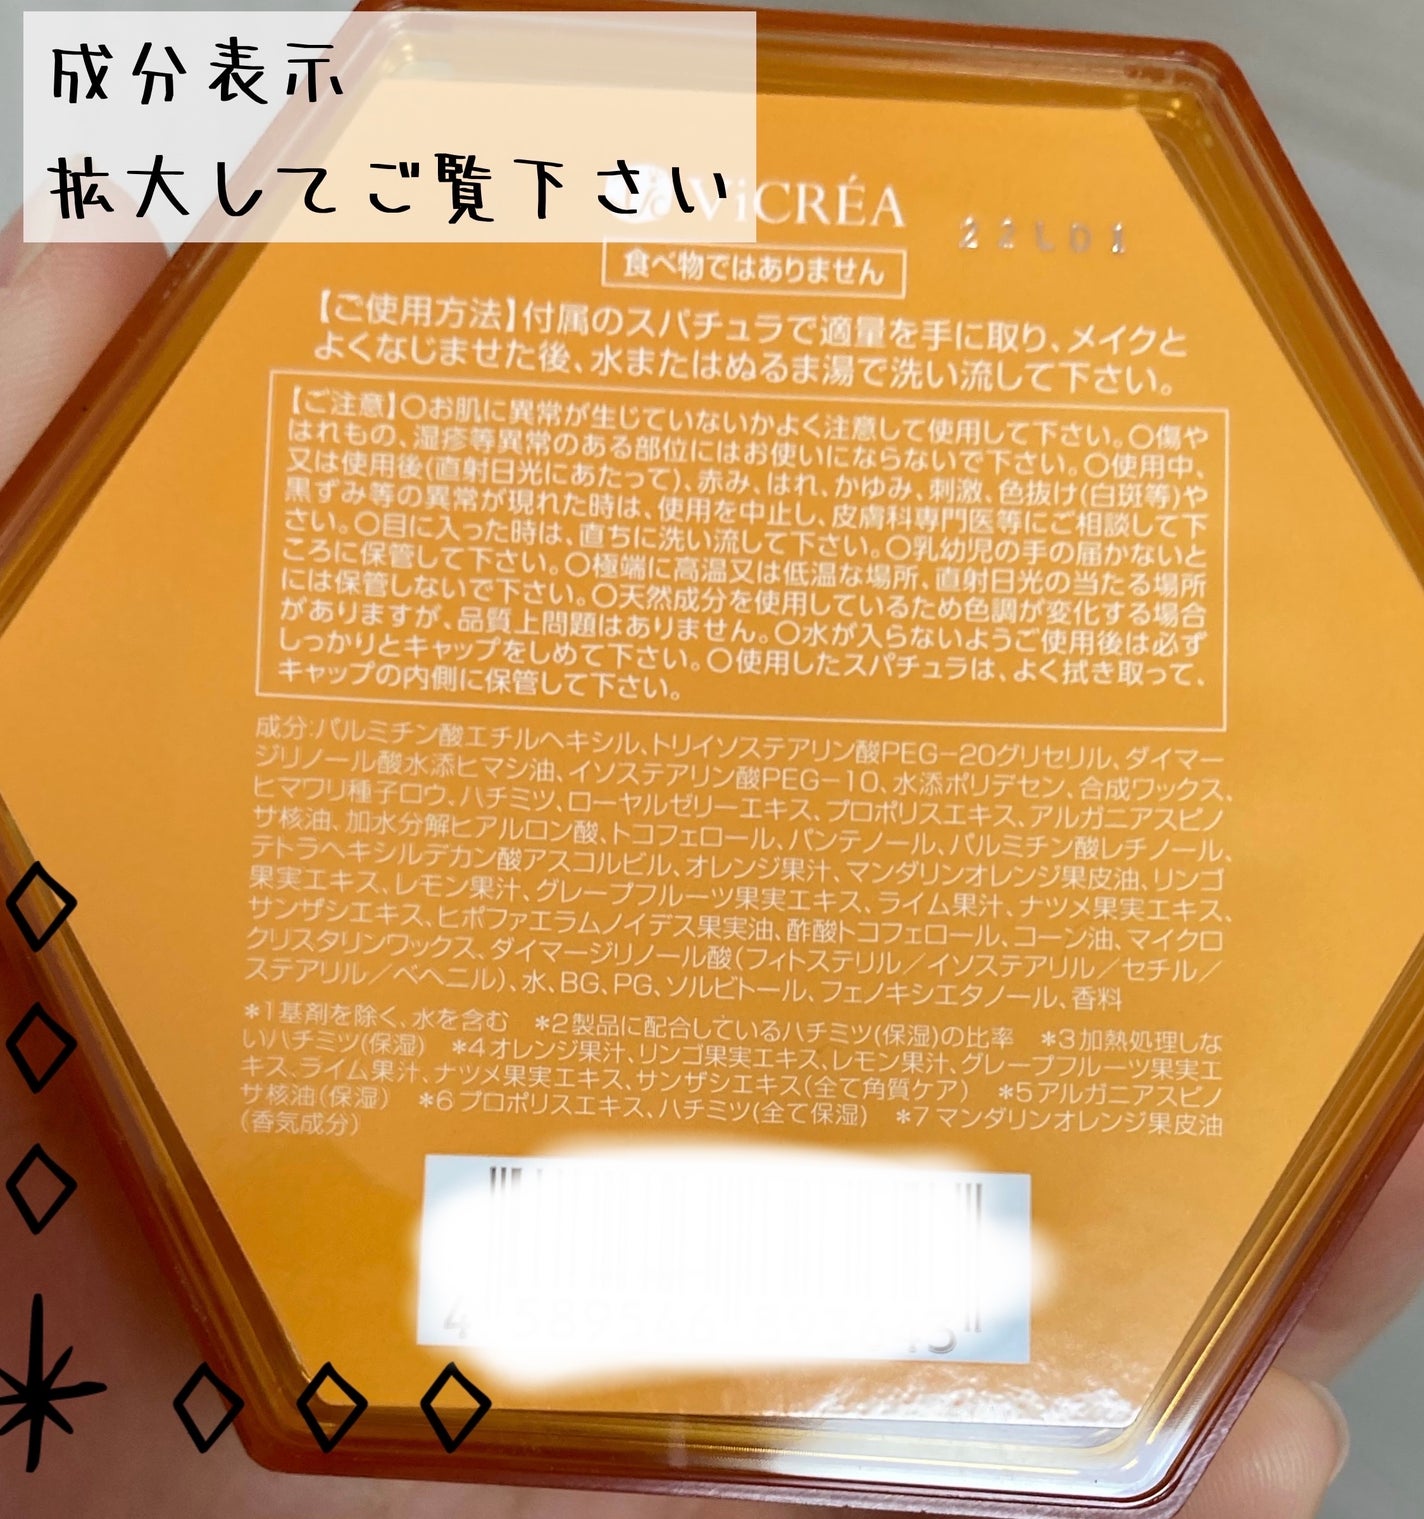 成分表示
拡大してご覧下さい
ViCRÉA
22LD1
食べ物ではありません
【ご使用方法】付属のスパチュラで適量を手に取り、メイクと
よくなじませた後、水またはぬるま湯で洗い流して下さい。
【ご注意】○お肌に異常が生じていないかよく注意して使用して下さい。○傷や
はれもの、湿疹等異常のある部位にはお使いにならないで下さい。○使用中、
又は使用後(直射日光にあたって)、赤み、はれ、かゆみ、刺激、色抜け(白斑等)や
黒ずみ等の異常が現れた時は、使用を中止し、皮膚科専門医等にご相談して下
さい。○目に入った時は、直ちに洗い流して下さい。○乳幼児の手の届かないと
ころに保管して下さい。○極端に高温又は低温な場所、直射日光の当たる場所
には保管しないで下さい。○天然成分を使用しているため色調が変化する場合
がありますが、品質上問題はありません。○水が入らないようご使用後は必ず
しっかりとキャップをしめて下さい。○使用したスパチュラは、よく拭き取って、
キャップの内側に保管して下さい。
成分:パルミチン酸エチルヘキシル、トリイソステアリン酸PEG-20グリセリル、ダイマー
ジリノール酸水添ヒマシ油、イソステアリン酸PEG-10、水添ポリデセン、合成ワックス、
ヒマワリ種子ロウ、ハチミツ、ローヤルゼリーエキス、プロポリスエキス、アルガニアスピノ
サ核油、加水分解ヒアルロン酸、トコフェロール、パンテノール、パルミチン酸レチノール、
テトラヘキシルデカン酸アスコルビル、オレンジ果汁、マンダリンオレンジ果皮油、リンゴ
果実エキス、レモン果汁、グレープフルーツ果実エキス、ライム果汁、ナツメ果実エキス、
サンザシエキス、ヒポファエラムノイデス果実油、酢酸トコフェロール、コーン油、マイクロ
クリスタリンワックス、ダイマージリノール酸(フィトステリル/イソステアリル/セチル/
ステアリル/ベヘニル)、水、BG、PG、ソルビトール、フェノキシエタノール、香料
*1基剤を除く、水を含む *2製品に配合しているハチミツ(保湿)の比率 *3加熱処理しな
いハチミツ(保湿) *4オレンジ果汁、リンゴ果実エキス、レモン果汁、グレープフルーツ果実エ
キス、ライム果汁、ナツメ果実エキス、サンザシエキス(全て角質ケア) *5アルガニアスピノ
サ核油(保湿) *6プロポリスエキス、ハチミツ(全て保湿) *7マンダリンオレンジ果皮油
(香気成分)